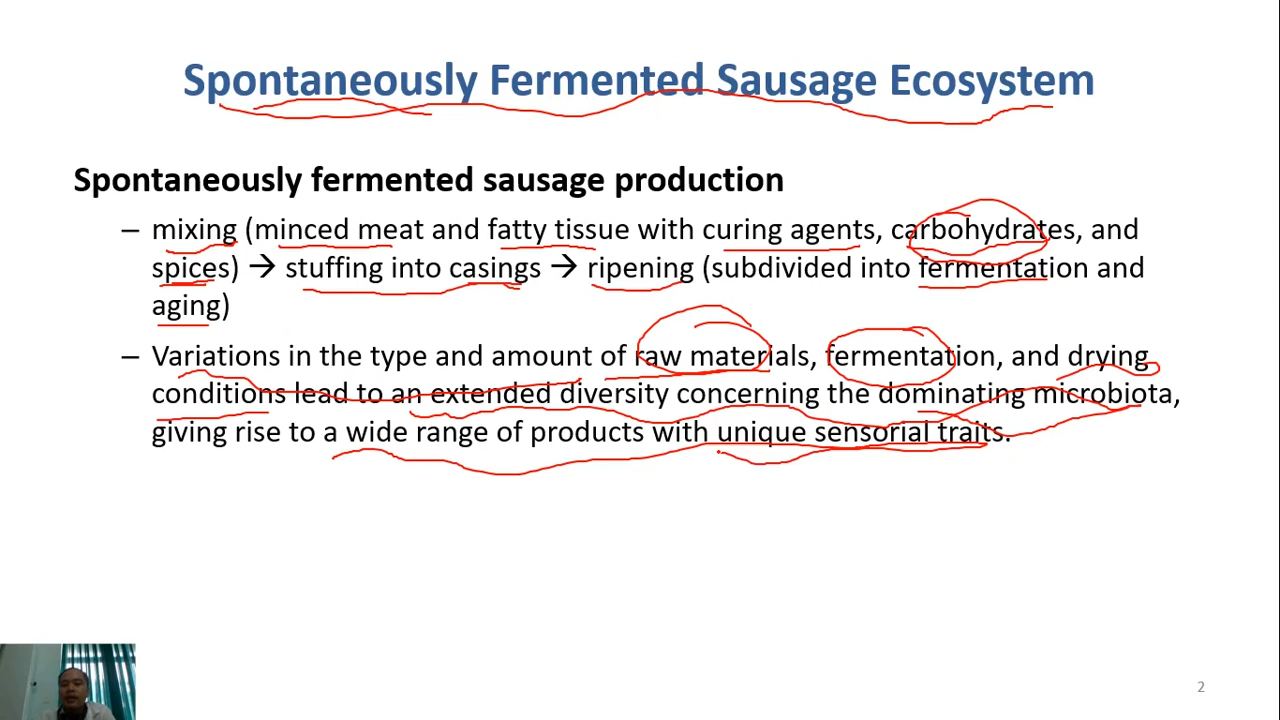 Spontaneously Fermented Sausage Ecosystem
Spontaneously fermented sausage production
– mixing (minced meat and fatty tissue with curing agents, carbohydrates, and
spices) → stuffing into casings → ripening (subdivided into fermentation and
aging)
– Variations in the type and amount of raw materials, fermentation, and drying
conditions lead to an extended diversity concerning the dominating microbiota,
giving rise to a wide range of products with unique sensorial traits.
2